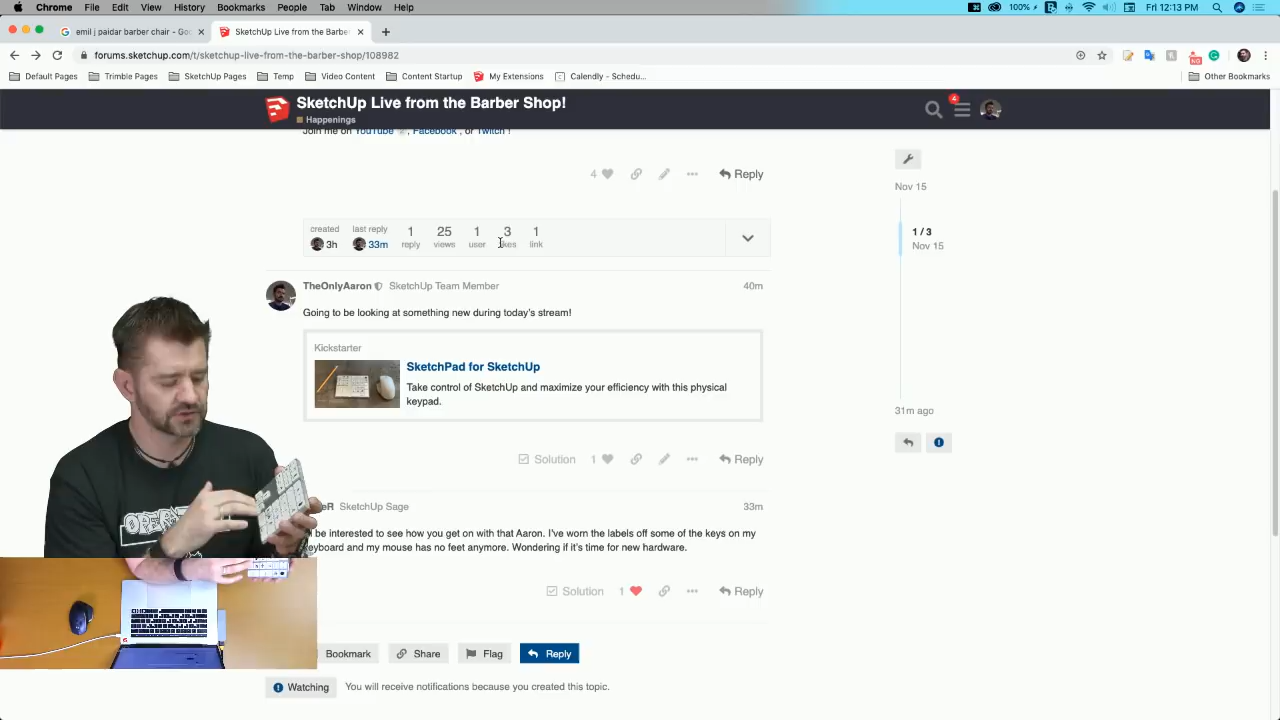 Chrome File Edit View History Bookmarks People Tab Window Help
100% Fri 12:13 PM
emil j paidar barber chair - Goo
SketchUp Live from the Barbe
forums.sketchup.com/t/sketchup-live-from-the-barber-shop/108982
Default Pages Trimble Pages SketchUp Pages Temp Video Content Content Startup My Extensions Calendly - Schedu... Other Bookmarks
SketchUp Live from the Barber Shop!
Happenings
4
Join me on YouTube, Facebook, or Twitch!
4 Reply
Nov 15
created last reply 1 25 1 3 1
3h 33m reply views user likes link
1 / 3
Nov 15
TheOnlyAaron SketchUp Team Member 40m
Going to be looking at something new during today's stream!
Kickstarter
SketchPad for SketchUp
Take control of SketchUp and maximize your efficiency with this physical
keypad.
31m ago
Solution 1 Reply
eR SketchUp Sage 33m
be interested to see how you get on with that Aaron. I've worn the labels off some of the keys on my
eyboard and my mouse has no feet anymore. Wondering if it's time for new hardware.
Solution 1 Reply
Bookmark Share Flag Reply
Watching You will receive notifications because you created this topic.